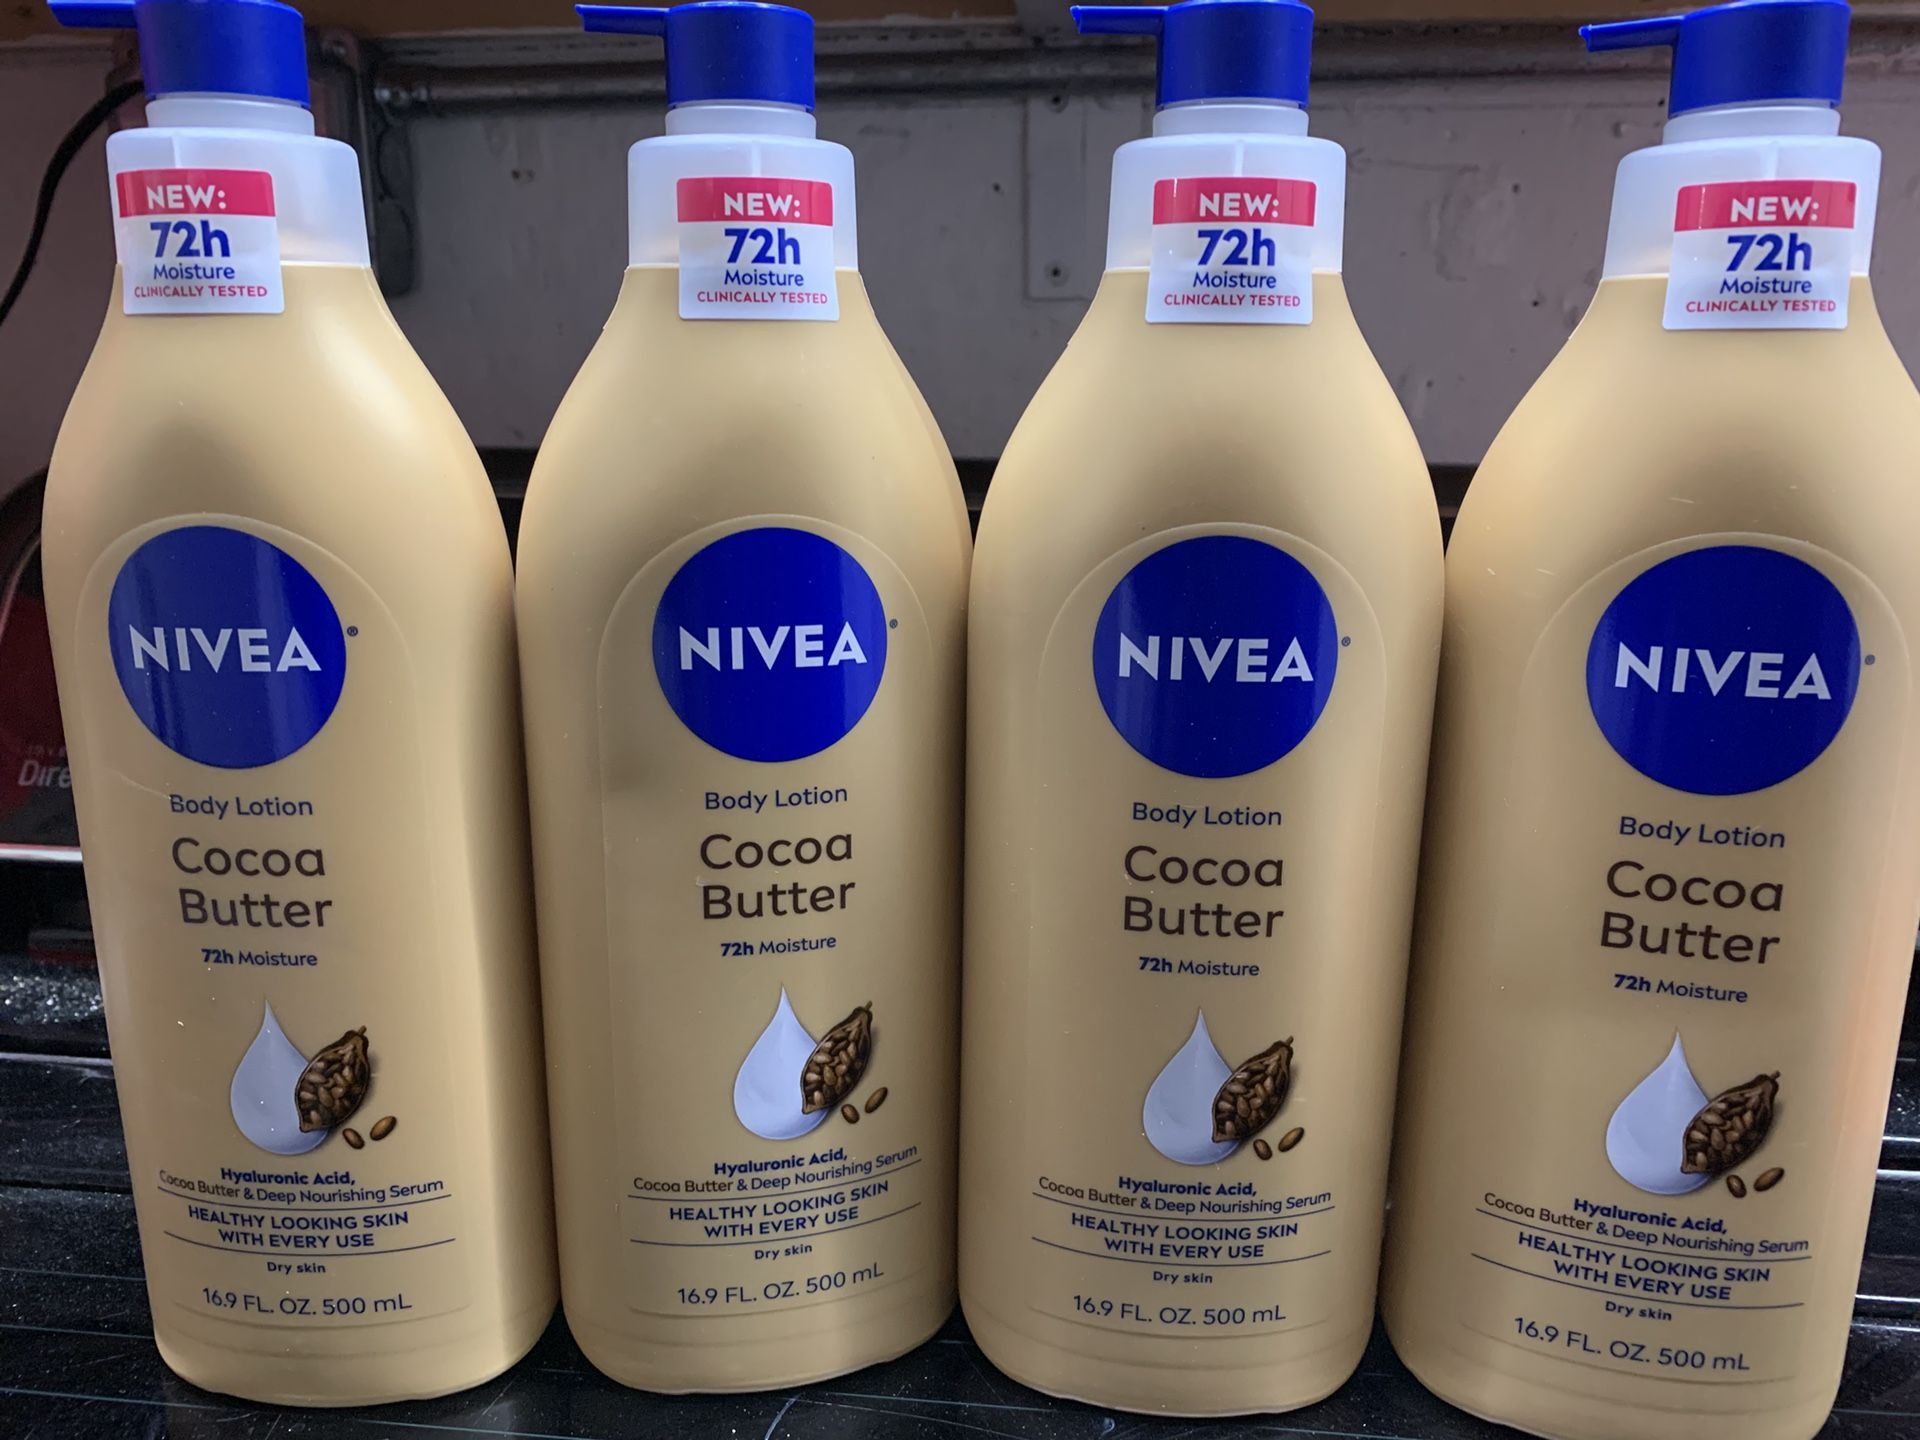 NEW:
72h
Moisture
CLINICALLY TESTED
NIVEA®
Body Lotion
Cocoa
Butter
72h Moisture
Hyaluronic Acid,
Cocoa Butter & Deep Nourishing Serum
HEALTHY LOOKING SKIN
WITH EVERY USE
Dry skin
16.9 FL. OZ. 500 mL
NEW:
72h
Moisture
CLINICALLY TESTED
NIVEA®
Body Lotion
Cocoa
Butter
72h Moisture
Hyaluronic Acid,
Cocoa Butter & Deep Nourishing Serum
HEALTHY LOOKING SKIN
WITH EVERY USE
Dry skin
16.9 FL. OZ. 500 mL
NEW:
72h
Moisture
CLINICALLY TESTED
NIVEA®
Body Lotion
Cocoa
Butter
72h Moisture
Hyaluronic Acid,
Cocoa Butter & Deep Nourishing Serum
HEALTHY LOOKING SKIN
WITH EVERY USE
Dry skin
16.9 FL. OZ. 500 mL
NEW:
72h
Moisture
CLINICALLY TESTED
NIVEA®
Body Lotion
Cocoa
Butter
72h Moisture
Hyaluronic Acid,
Cocoa Butter & Deep Nourishing Serum
HEALTHY LOOKING SKIN
WITH EVERY USE
Dry skin
16.9 FL. OZ. 500 mL
Dire